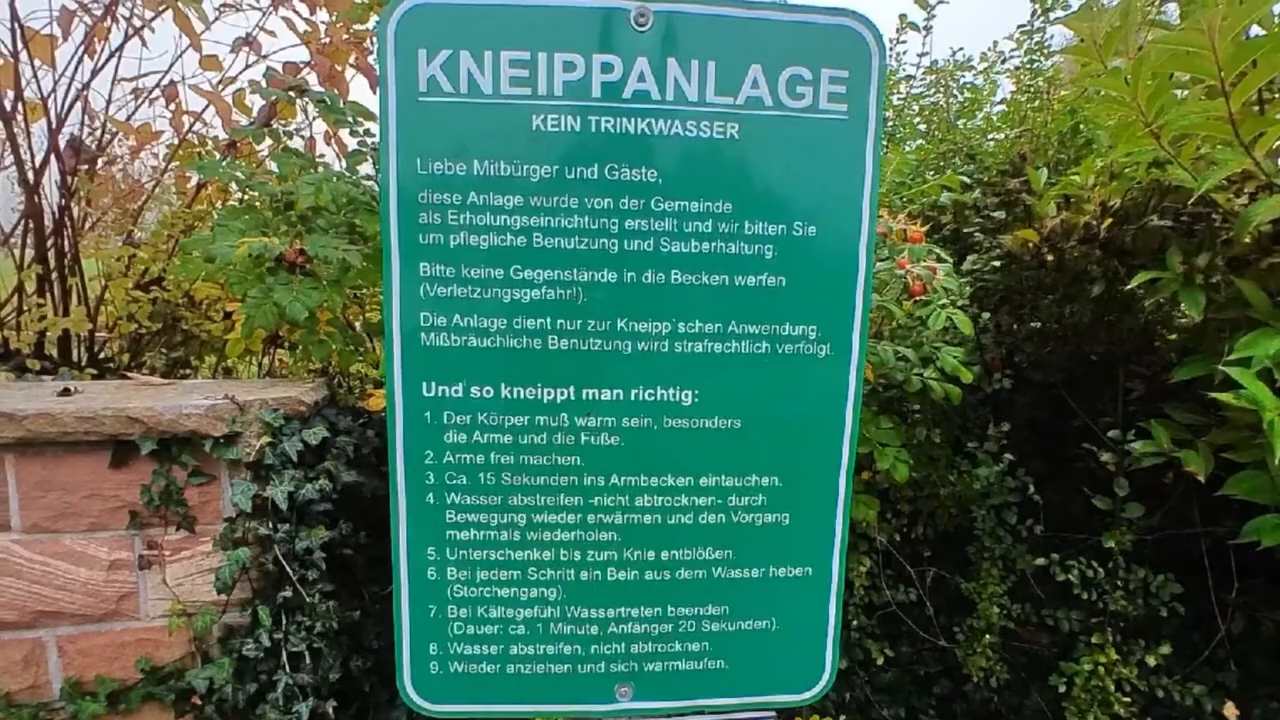 KNEIPPANLAGE
KEIN TRINKWASSER
Liebe Mitbürger und Gäste,
diese Anlage wurde von der Gemeinde
als Erholungseinrichtung erstellt und wir bitten Sie
um pflegliche Benutzung und Sauberhaltung.
Bitte keine Gegenstände in die Becken werfen
(Verletzungsgefahr!).
Die Anlage dient nur zur Kneipp`schen Anwendung.
Mißbräuchliche Benutzung wird strafrechtlich verfolgt.
Und so kneippt man richtig:
1. Der Körper muß warm sein, besonders
die Arme und die Füße.
2. Arme frei machen.
3. Ca. 15 Sekunden ins Armbecken eintauchen.
4. Wasser abstreifen -nicht abtrocknen- durch
Bewegung wieder erwärmen und den Vorgang
mehrmals wiederholen.
5. Unterschenkel bis zum Knie entblößen.
6. Bei jedem Schritt ein Bein aus dem Wasser heben
(Storchengang).
7. Bei Kältegefühl Wassertreten beenden
(Dauer: ca. 1 Minute, Anfänger 20 Sekunden).
8. Wasser abstreifen, nicht abtrocknen.
9. Wieder anziehen und sich warmlaufen.